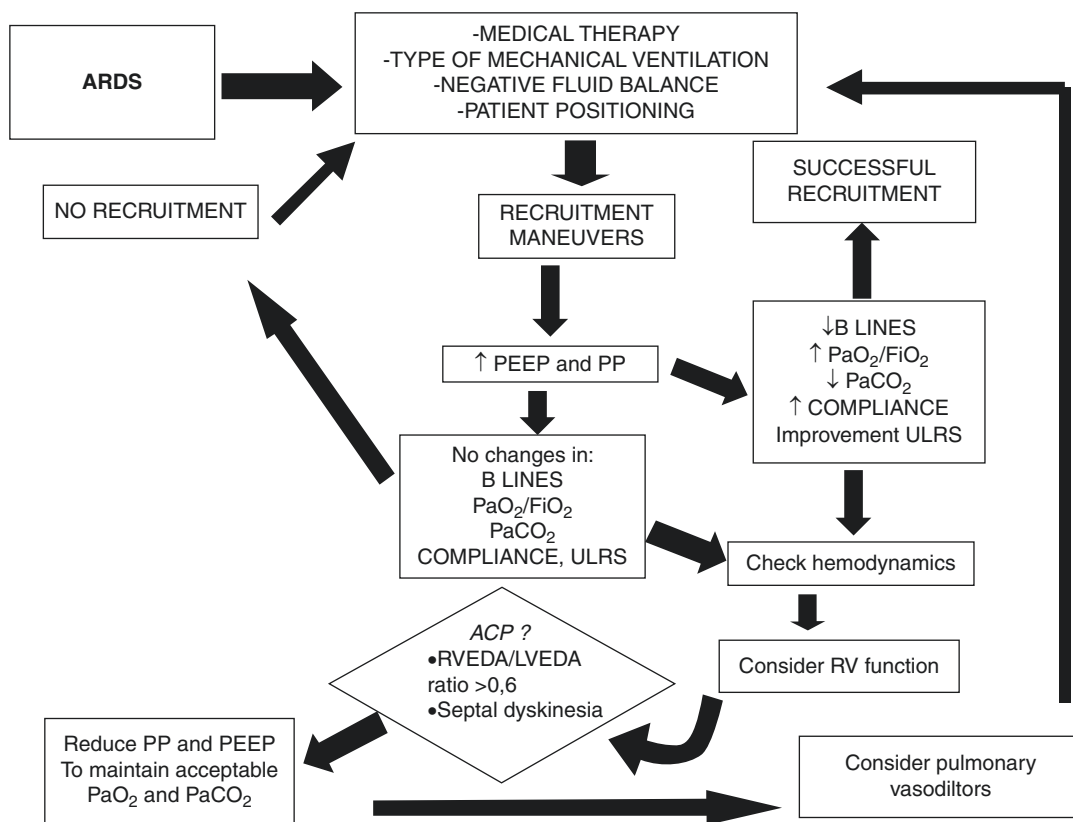 ARDS
-MEDICAL THERAPY
-TYPE OF MECHANICAL VENTILATION
-NEGATIVE FLUID BALANCE
-PATIENT POSITIONING
NO RECRUITMENT
RECRUITMENT
MANEUVERS
SUCCESSFUL
RECRUITMENT
↑ PEEP and PP
↓B LINES
↑ PaO₂/FiO₂
↓ PaCO₂
↑ COMPLIANCE
Improvement ULRS
No changes in:
B LINES
PaO₂/FiO₂
PaCO₂
COMPLIANCE, ULRS
Check hemodynamics
Consider RV function
ACP ?
•RVEDA/LVEDA
ratio >0,6
•Septal dyskinesia
Reduce PP and PEEP
To maintain acceptable
PaO₂ and PaCO₂
Consider pulmonary
vasodiltors